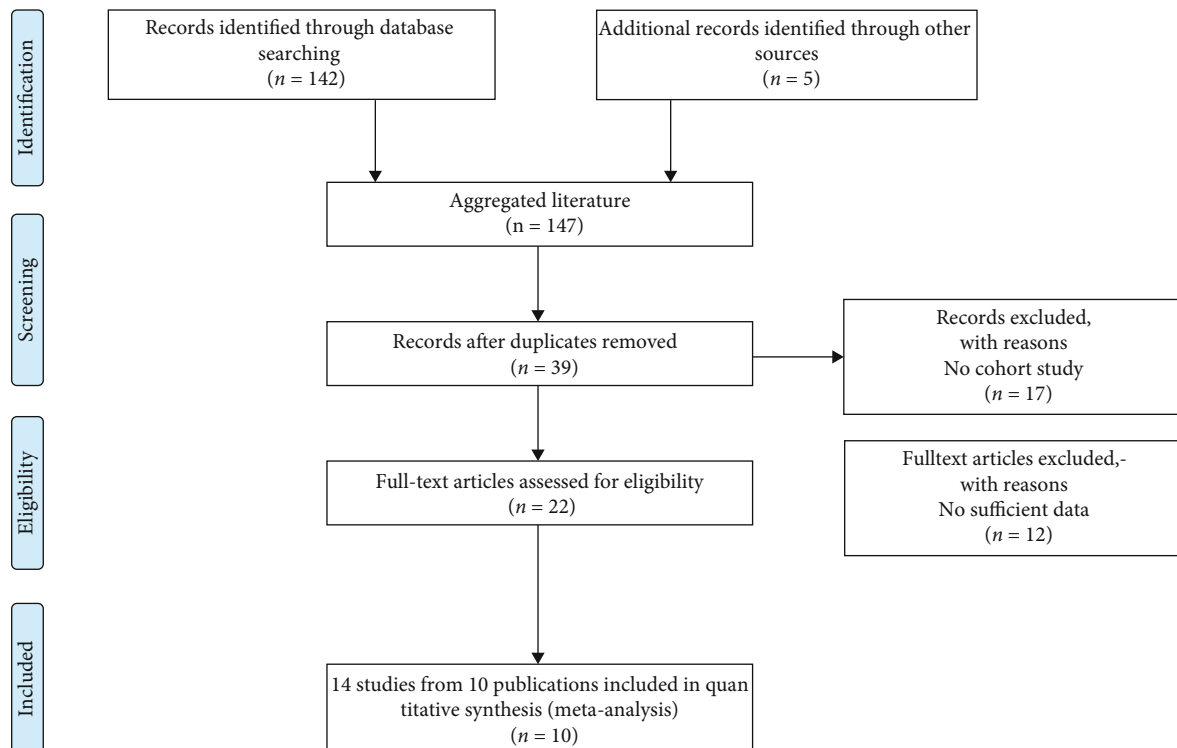 Identification
Records identified through database
searching
(n = 142)
Additional records identified through other
sources
(n = 5)
Aggregated literature
(n = 147)
Screening
Records after duplicates removed
(n = 39)
Records excluded,
with reasons
No cohort study
(n = 17)
Eligibility
Full-text articles assessed for eligibility
(n = 22)
Fulltext articles excluded,-
with reasons
No sufficient data
(n = 12)
Included
14 studies from 10 publications included in quan
titative synthesis (meta-analysis)
(n = 10)